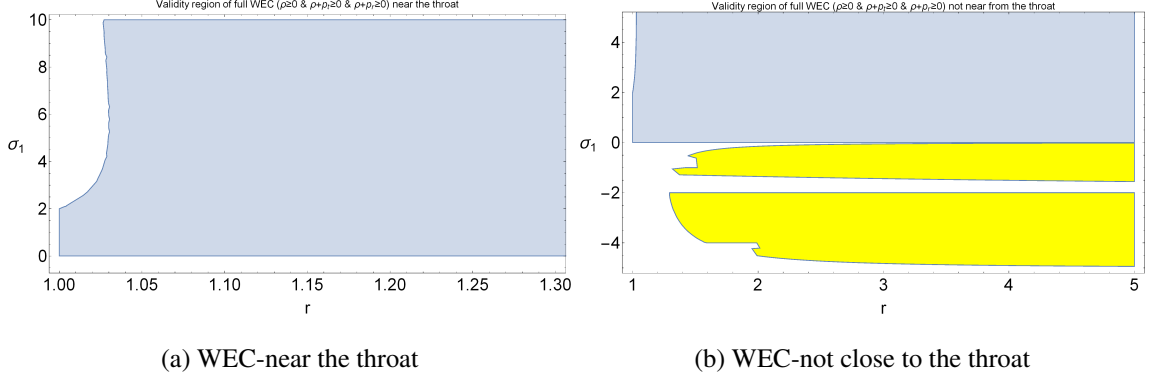 Validity region of full WEC (ρ≥0 & ρ+pᵣ≥0 & ρ+pₜ≥0) near the throat
10
8
6
4
2
0
σ₁
1.00 1.05 1.10 1.15 1.20 1.25 1.30
r
(a) WEC-near the throat
Validity region of full WEC (ρ≥0 & ρ+pₜ≥0 & ρ+pᵣ≥0) not near from the throat
4
2
0
−2
−4
σ₁
1 2 3 4 5
r
(b) WEC-not close to the throat